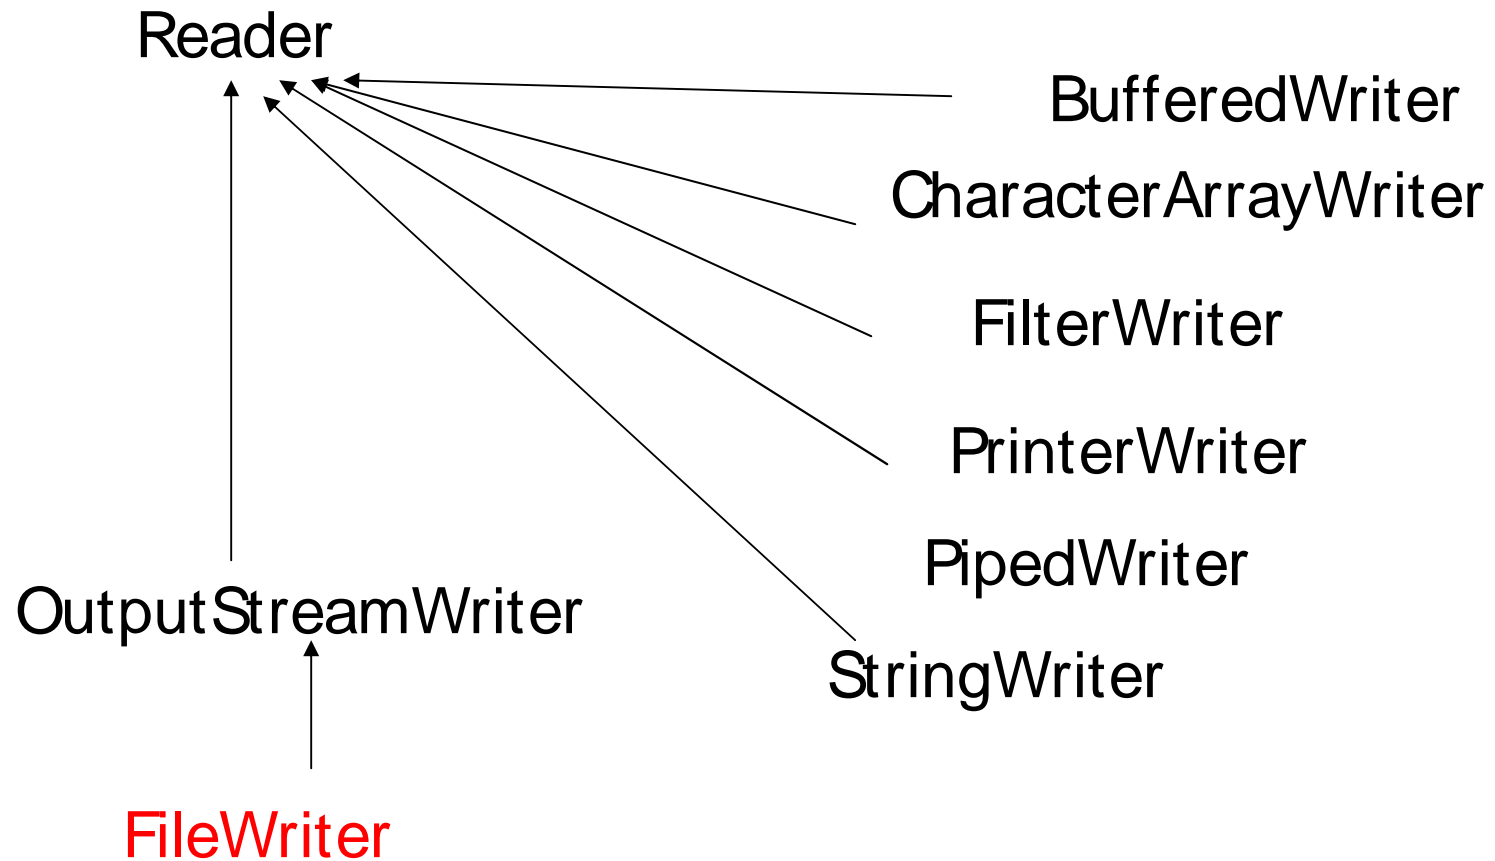 Reader
BufferedWriter
CharacterArrayWriter
FilterWriter
PrinterWriter
PipedWriter
OutputStreamWriter
StringWriter
FileWriter